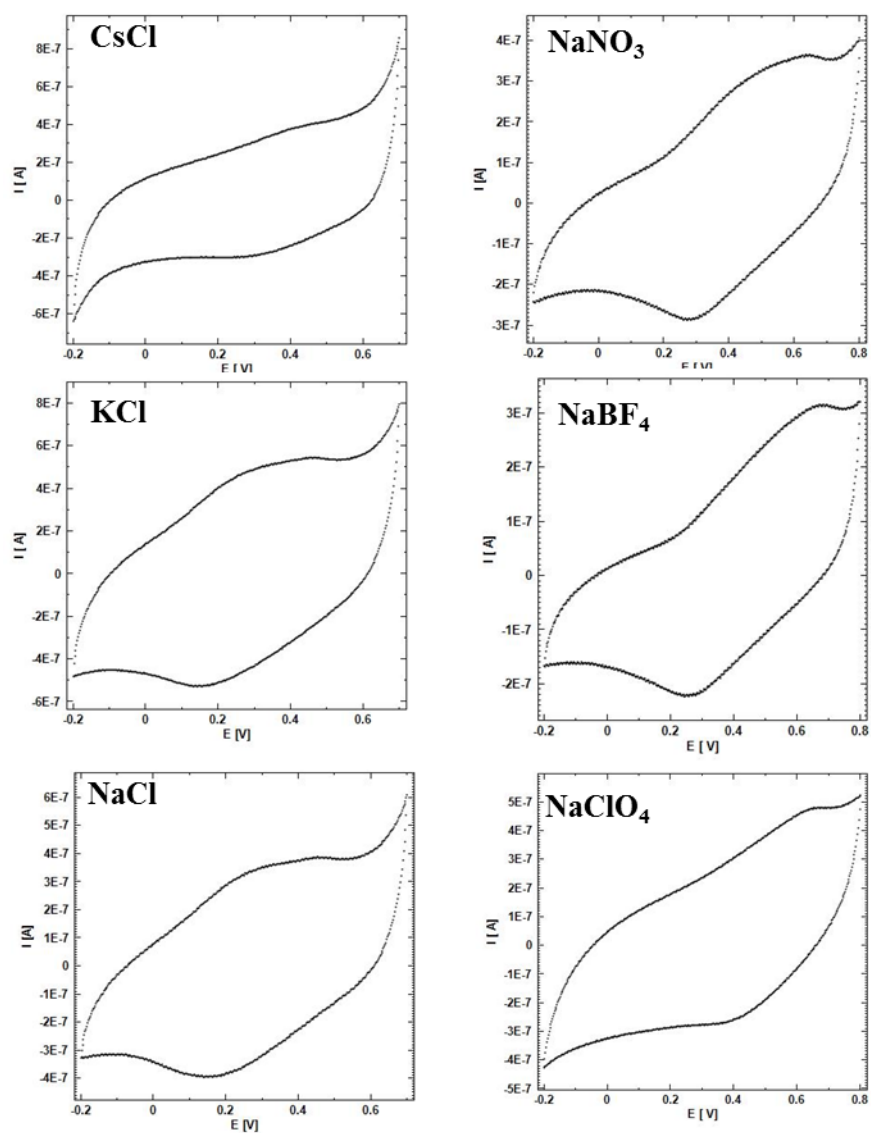 CsCl
8E-7
6E-7
4E-7
2E-7
0
-2E-7
-4E-7
-6E-7
I [A]
-0.2 0 0.2 0.4 0.6
E [V]
NaNO3
4E-7
3E-7
2E-7
1E-7
0
-1E-7
-2E-7
-3E-7
I [A]
-0.2 0 0.2 0.4 0.6 0.8
E [V]
KCl
8E-7
6E-7
4E-7
2E-7
0
-2E-7
-4E-7
-6E-7
I [A]
-0.2 0 0.2 0.4 0.6
E [V]
NaBF4
3E-7
2E-7
1E-7
0
-1E-7
-2E-7
I [A]
-0.2 0 0.2 0.4 0.6 0.8
E [V]
NaCl
6E-7
5E-7
4E-7
3E-7
2E-7
1E-7
0
-1E-7
-2E-7
-3E-7
-4E-7
I [A]
-0.2 0 0.2 0.4 0.6
E [V]
NaClO4
5E-7
4E-7
3E-7
2E-7
1E-7
0
-1E-7
-2E-7
-3E-7
-4E-7
-5E-7
I [A]
-0.2 0 0.2 0.4 0.6 0.8
E [V]